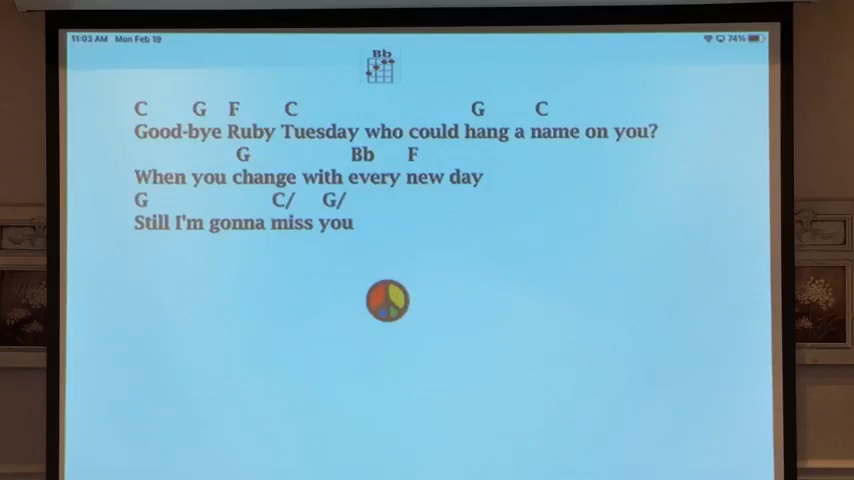 11:03 AM Mon Feb 19 74%
Bb
C G F C G C
Good-bye Ruby Tuesday who could hang a name on you?
G Bb F
When you change with every new day
G C/ G/
Still I'm gonna miss you